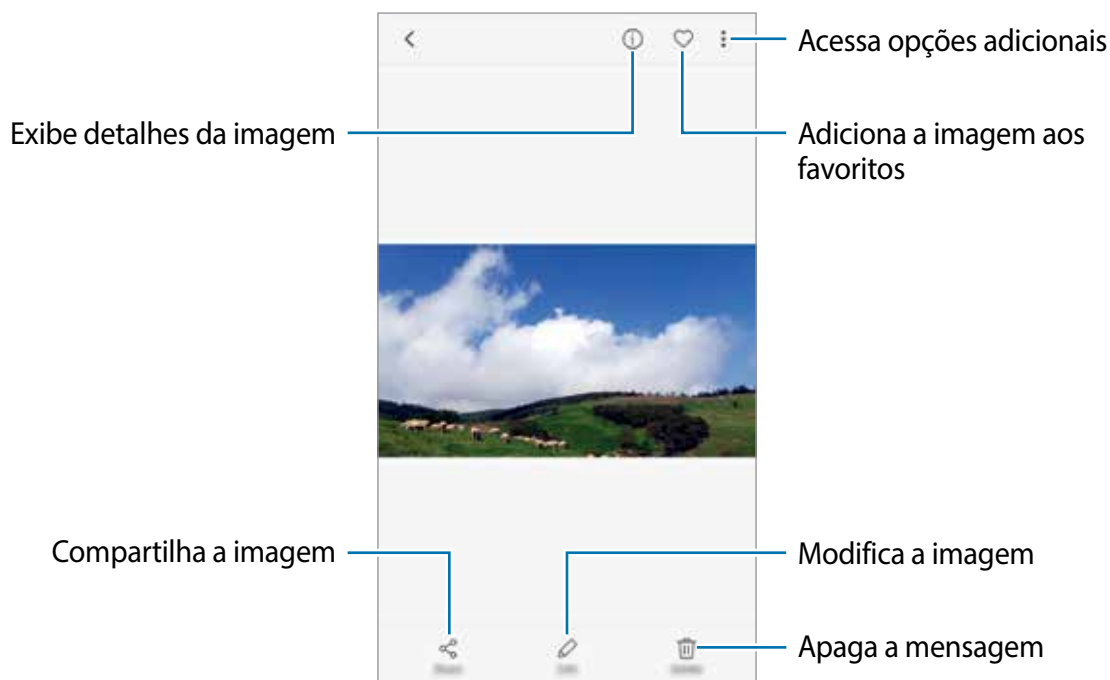 Acessa opções adicionais
Exibe detalhes da imagem
Adiciona a imagem aos
favoritos
Compartilha a imagem
Modifica a imagem
Apaga a mensagem